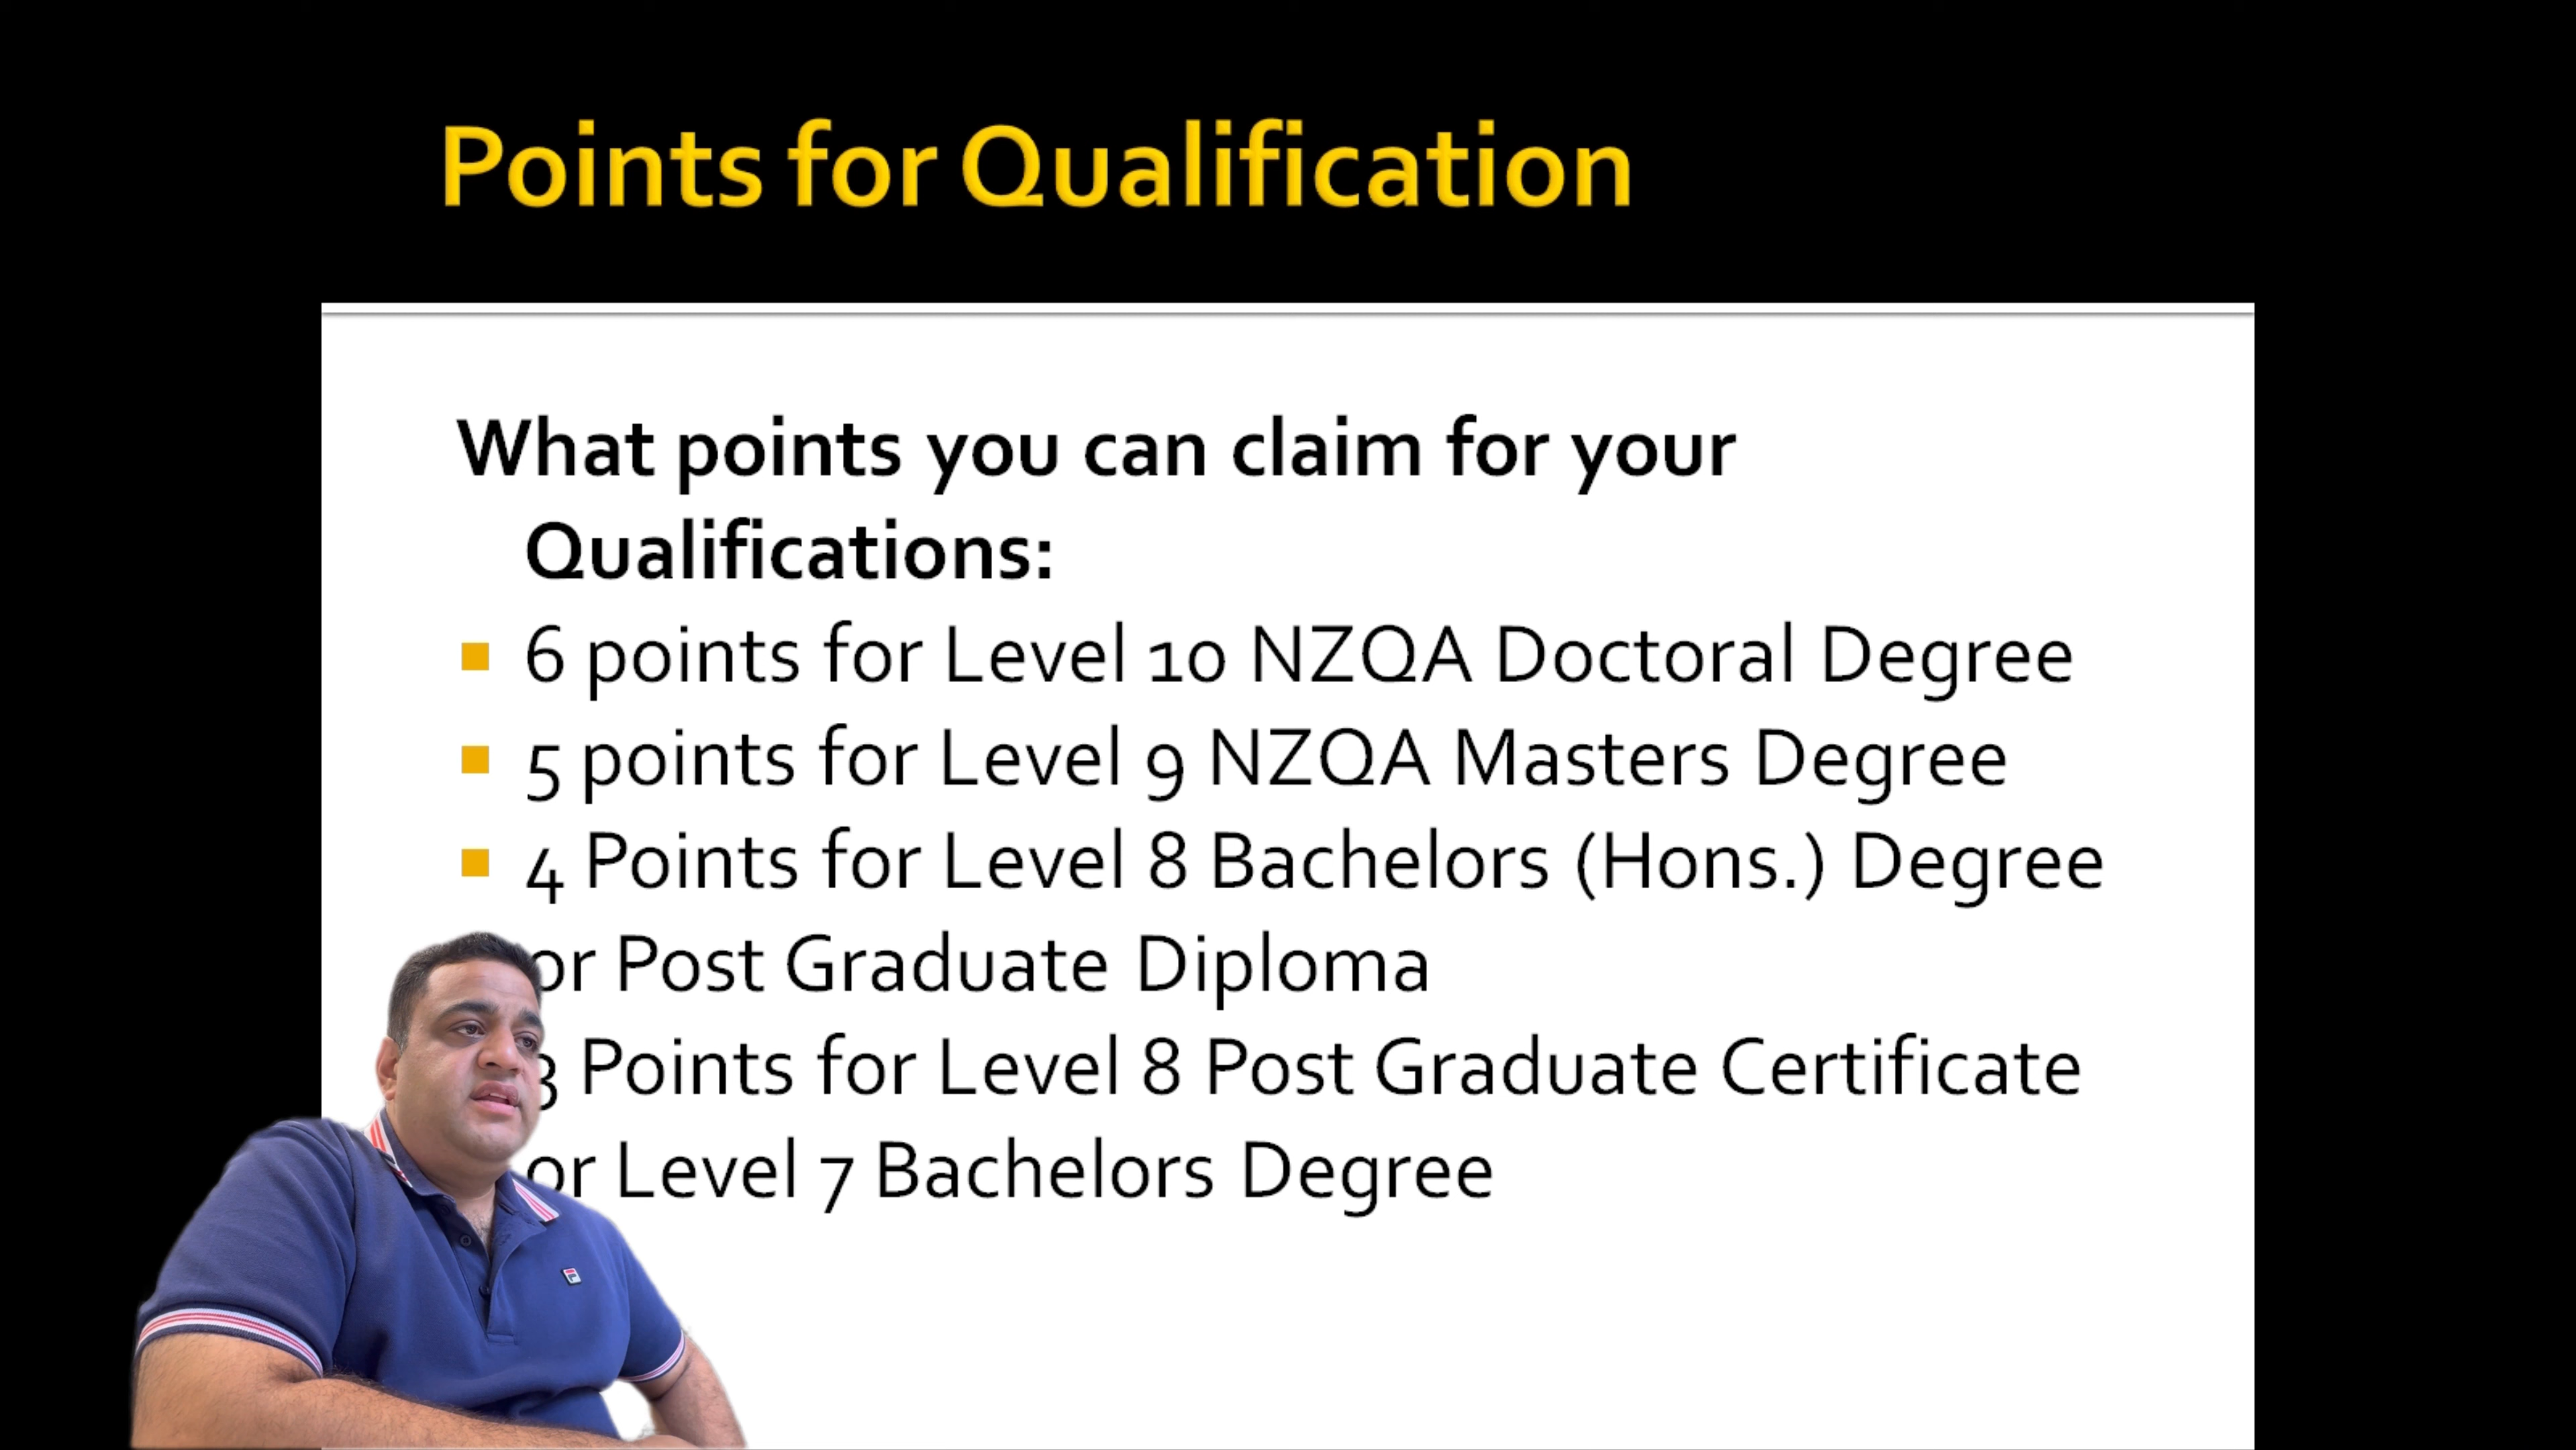 Points for Qualification
What points you can claim for your
Qualifications:
6 points for Level 10 NZQA Doctoral Degree
5 points for Level 9 NZQA Masters Degree
4 Points for Level 8 Bachelors (Hons.) Degree
or Post Graduate Diploma
3 Points for Level 8 Post Graduate Certificate
or Level 7 Bachelors Degree